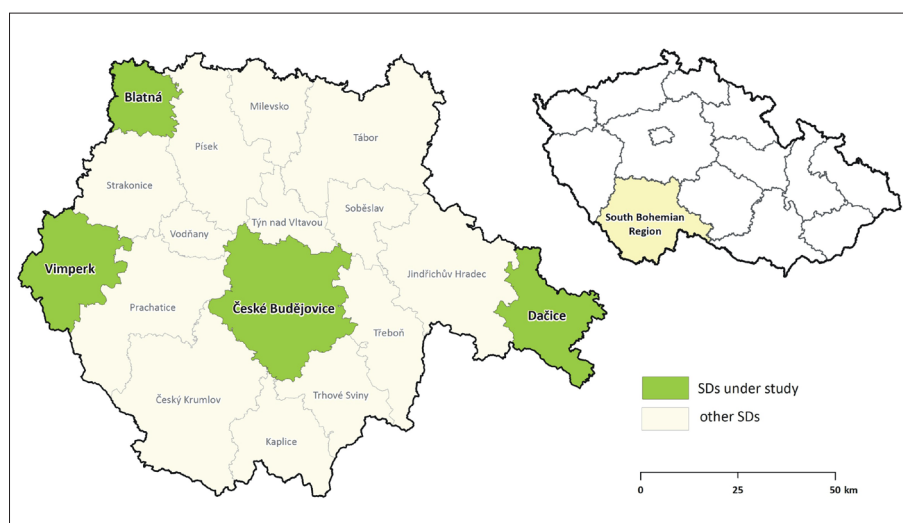 Blatná
Milevsko
Tábor
Písek
Strakonice
Soběslav
Týn nad Vltavou
Vodňany
Vimperk
Jindřichův Hradec
Prachatice
České Budějovice
Dačice
Třeboň
Český Krumlov
Trhové Sviny
Kaplice
South Bohemian
Region
SDs under study
other SDs
0 25 50 km